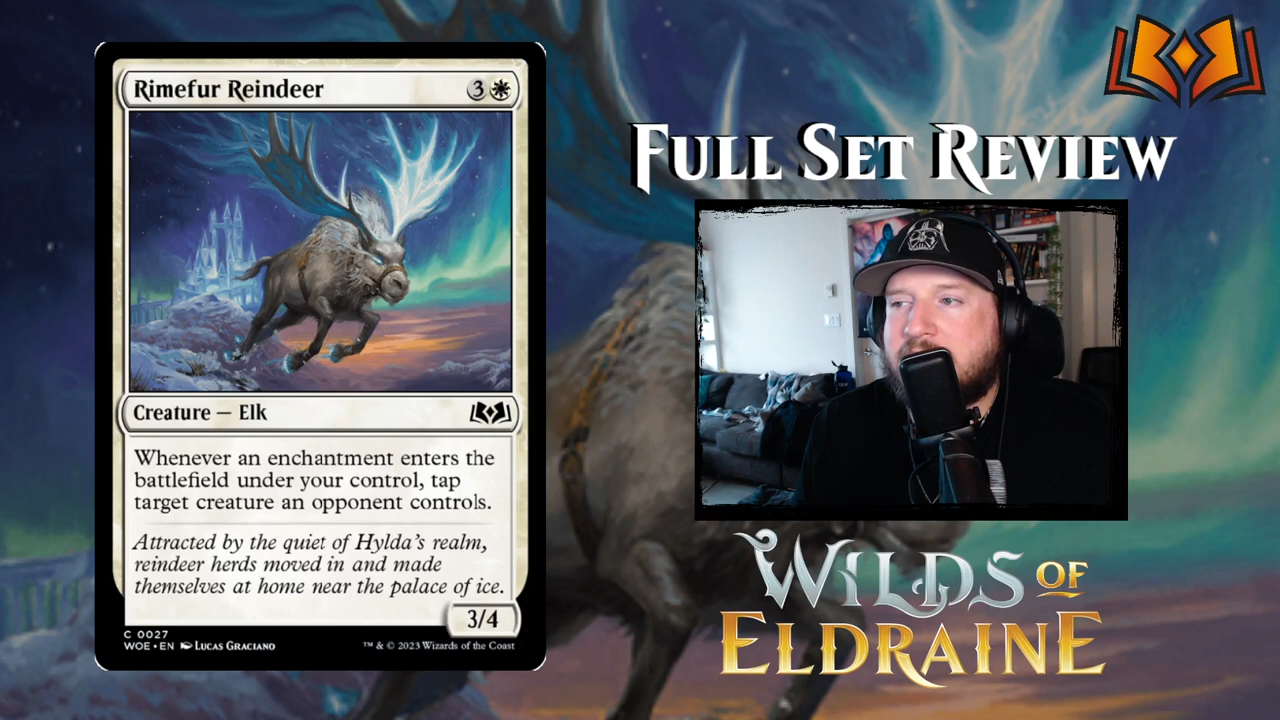 Rimefur Reindeer
3
Creature — Elk
Whenever an enchantment enters the
battlefield under your control, tap
target creature an opponent controls.
Attracted by the quiet of Hylda's realm,
reindeer herds moved in and made
themselves at home near the palace of ice.
3/4
C 0027
WOE • EN LUCAS GRACIANO
™ & © 2023 Wizards of the Coast
FULL SET REVIEW
WILDS OF
ELDRAINE